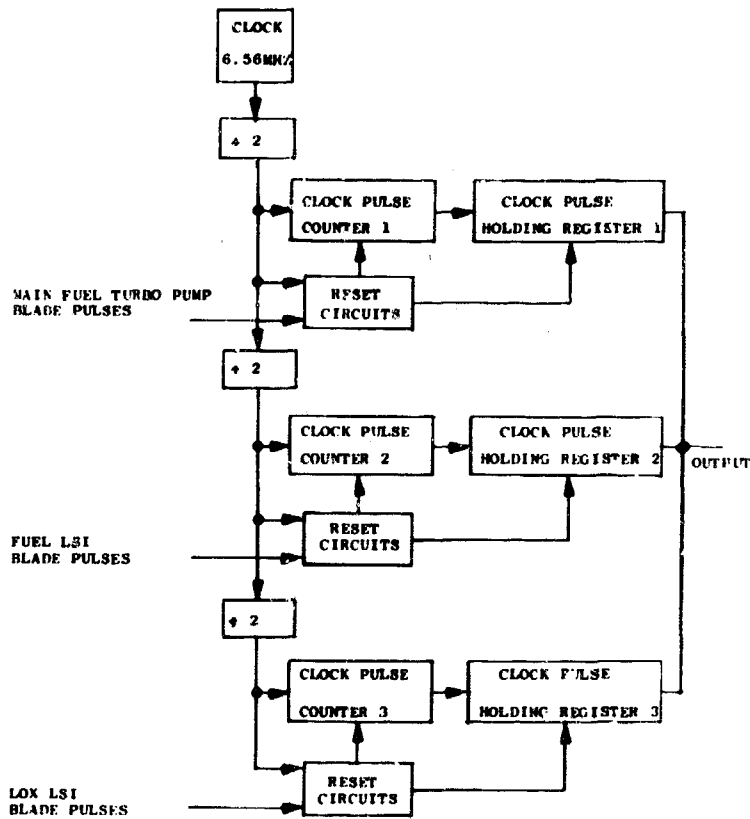 CLOCK
6.56MHZ
÷ 2
CLOCK PULSE
COUNTER 1
CLOCK PULSE
HOLDING REGISTER 1
MAIN FUEL TURBO PUMP
BLADE PULSES
RESET
CIRCUITS
÷ 2
CLOCK PULSE
COUNTER 2
CLOCK PULSE
HOLDING REGISTER 2
OUTPUT
FUEL LSI
BLADE PULSES
RESET
CIRCUITS
÷ 2
CLOCK PULSE
COUNTER 3
CLOCK PULSE
HOLDING REGISTER 3
LOX LSI
BLADE PULSES
RESET
CIRCUITS